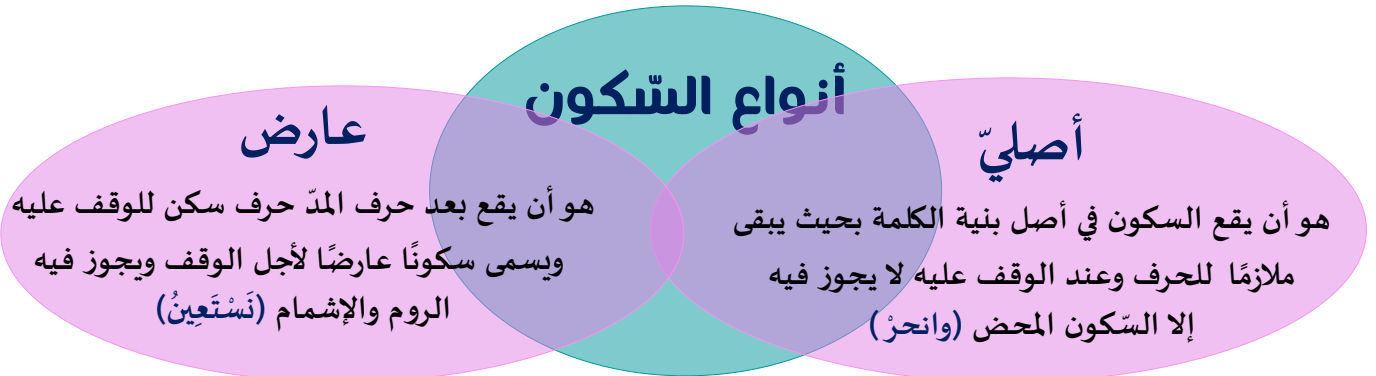 أنواع السّكون
أصليّ
هو أن يقع السكون في أصل بنية الكلمة بحيث يبقى
ملازمًا للحرف وعند الوقف عليه لا يجوز فيه
إلا السّكون المحض (وانحرْ)
عارض
هو أن يقع بعد حرف المدّ حرف سكن للوقف عليه
ويسمى سكونًا عارضًا لأجل الوقف ويجوز فيه
الروم والإشمام (نَسْتَعِينُ)